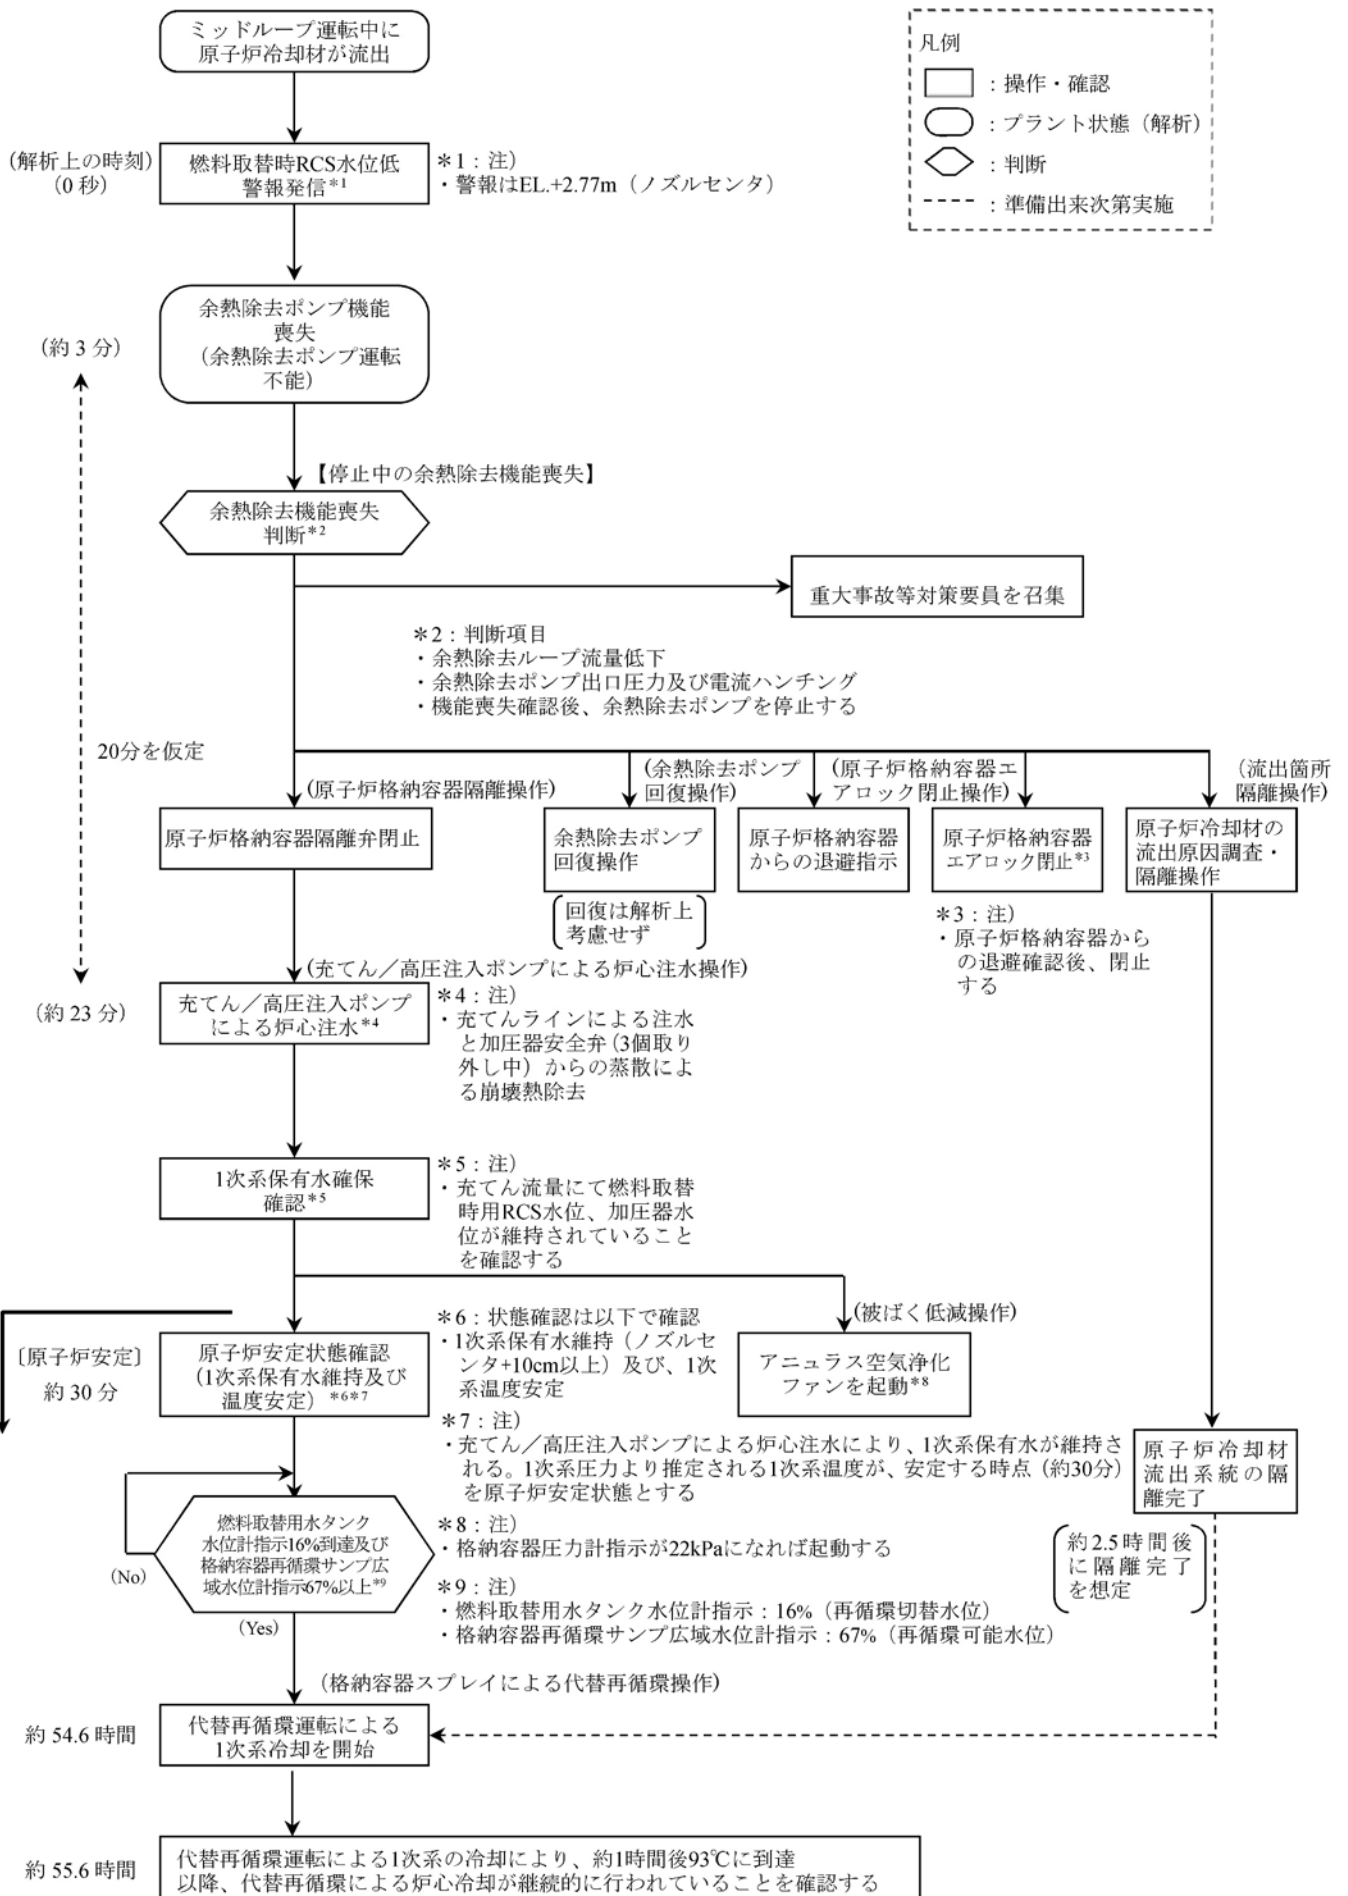 ミッドループ運転中に
原子炉冷却材が流出
凡例
：操作・確認
：プラント状態（解析）
：判断
：準備出来次第実施
(解析上の時刻)
(0 秒)
燃料取替時RCS水位低
警報発信*1
＊1：注）
・警報はEL.+2.77m（ノズルセンタ）
(約 3 分)
余熱除去ポンプ機能
喪失
（余熱除去ポンプ運転
不能）
【停止中の余熱除去機能喪失】
余熱除去機能喪失
判断*2
重大事故等対策要員を召集
＊2：判断項目
・余熱除去ループ流量低下
・余熱除去ポンプ出口圧力及び電流ハンチング
・機能喪失確認後、余熱除去ポンプを停止する
20分を仮定
(原子炉格納容器隔離操作)
(余熱除去ポンプ
回復操作)
(原子炉格納容器エ
アロック閉止操作)
(流出箇所
隔離操作)
原子炉格納容器隔離弁閉止
余熱除去ポンプ
回復操作
原子炉格納容器
からの退避指示
原子炉格納容器
エアロック閉止*3
原子炉冷却材の
流出原因調査・
隔離操作
回復は解析上
考慮せず
＊3：注）
・原子炉格納容器から
の退避確認後、閉止
する
(充てん／高圧注入ポンプによる炉心注水操作)
(約 23 分)
充てん／高圧注入ポンプ
による炉心注水*4
＊4：注）
・充てんラインによる注水
と加圧器安全弁（3個取り
外し中）からの蒸散によ
る崩壊熱除去
1次系保有水確保
確認*5
＊5：注）
・充てん流量にて燃料取替
時用RCS水位、加圧器水
位が維持されていること
を確認する
(被ばく低減操作)
〔原子炉安定〕
約 30 分
原子炉安定状態確認
(1次系保有水維持及び
温度安定）*6*7
＊6：状態確認は以下で確認
・1次系保有水維持（ノズルセ
ンタ+10cm以上）及び、1次
系温度安定
アニュラス空気浄化
ファンを起動*8
＊7：注）
・充てん／高圧注入ポンプによる炉心注水により、1次系保有水が維持さ
れる。1次系圧力より推定される1次系温度が、安定する時点（約30分）
を原子炉安定状態とする
原子炉冷却材
流出系統の隔
離完了
燃料取替用水タンク
水位計指示16%到達及び
格納容器再循環サンプ広
域水位計指示67%以上*9
(No)
(Yes)
＊8：注）
・格納容器圧力計指示が22kPaになれば起動する
約2.5時間後
に隔離完了
を想定
＊9：注）
・燃料取替用水タンク水位計指示：16%（再循環切替水位）
・格納容器再循環サンプ広域水位計指示：67%（再循環可能水位）
(格納容器スプレイによる代替再循環操作)
約 54.6 時間
代替再循環運転による
1次系冷却を開始
約 55.6 時間
代替再循環運転による1次系の冷却により、約1時間後93℃に到達
以降、代替再循環による炉心冷却が継続的に行われていることを確認する